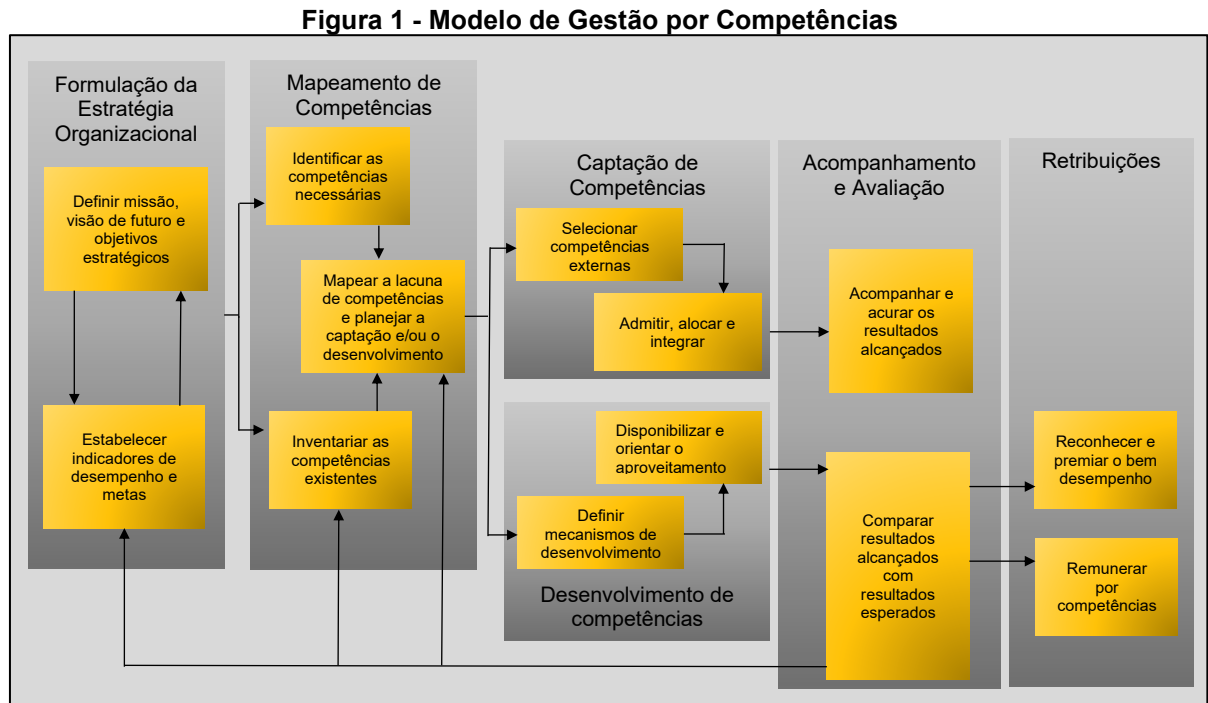 Figura 1 - Modelo de Gestão por Competências
Formulação da
Estratégia
Organizacional
Definir missão,
visão de futuro e
objetivos
estratégicos
Estabelecer
indicadores de
desempenho e
metas
Mapeamento de
Competências
Identificar as
competências
necessárias
Mapear a lacuna
de competências
e planejar a
captação e/ou o
desenvolvimento
Inventariar as
competências
existentes
Captação de
Competências
Selecionar
competências
externas
Admitir, alocar e
integrar
Disponibilizar e
orientar o
aproveitamento
Definir
mecanismos de
desenvolvimento
Desenvolvimento de
competências
Acompanhamento
e Avaliação
Acompanhar e
acurar os
resultados
alcançados
Comparar
resultados
alcançados
com
resultados
esperados
Retribuições
Reconhecer e
premiar o bem
desempenho
Remunerar
por
competências